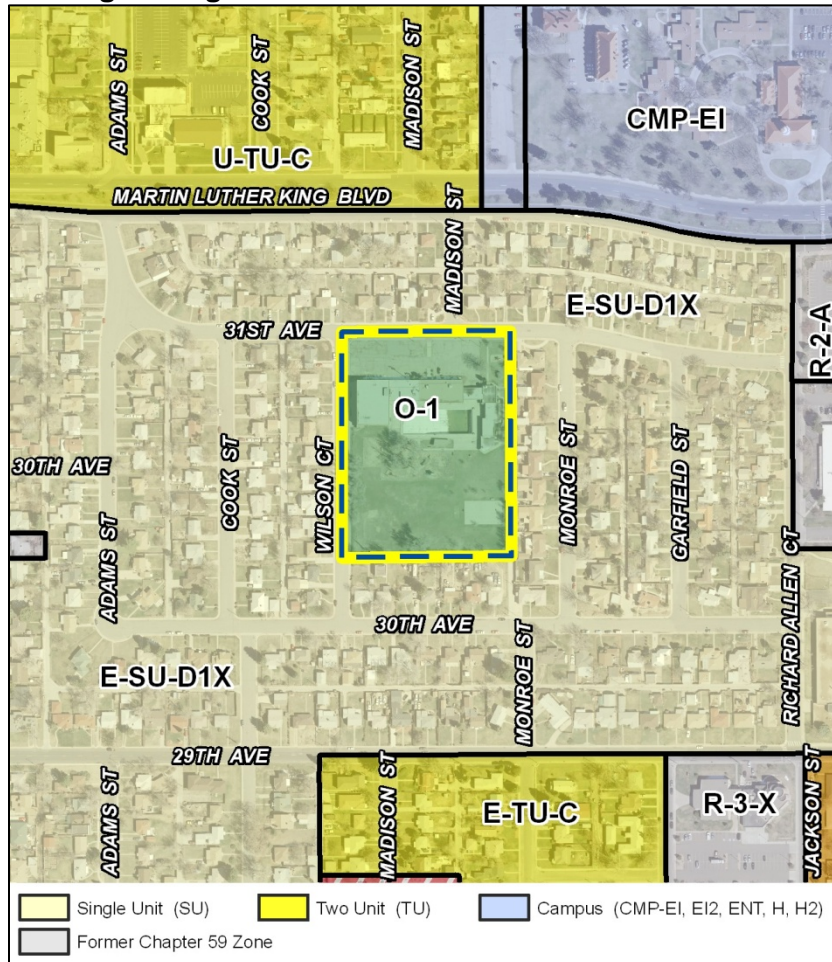 ADAMS ST
COOK ST
MADISON ST
CMP-EI
U-TU-C
MARTIN LUTHER KING BLVD
MADISON ST
E-SU-D1X
31ST AVE
R-2-A
O-1
30TH AVE
COOK ST
WILSON CT
MONROE ST
GARFIELD ST
ADAMS ST
30TH AVE
RICHARD ALLEN CT
E-SU-D1X
MONROE ST
29TH AVE
ADAMS ST
MADISON ST
E-TU-C
R-3-X
JACKSON ST
Single Unit (SU)
Two Unit (TU)
Campus (CMP-EI, EI2, ENT, H, H2)
Former Chapter 59 Zone